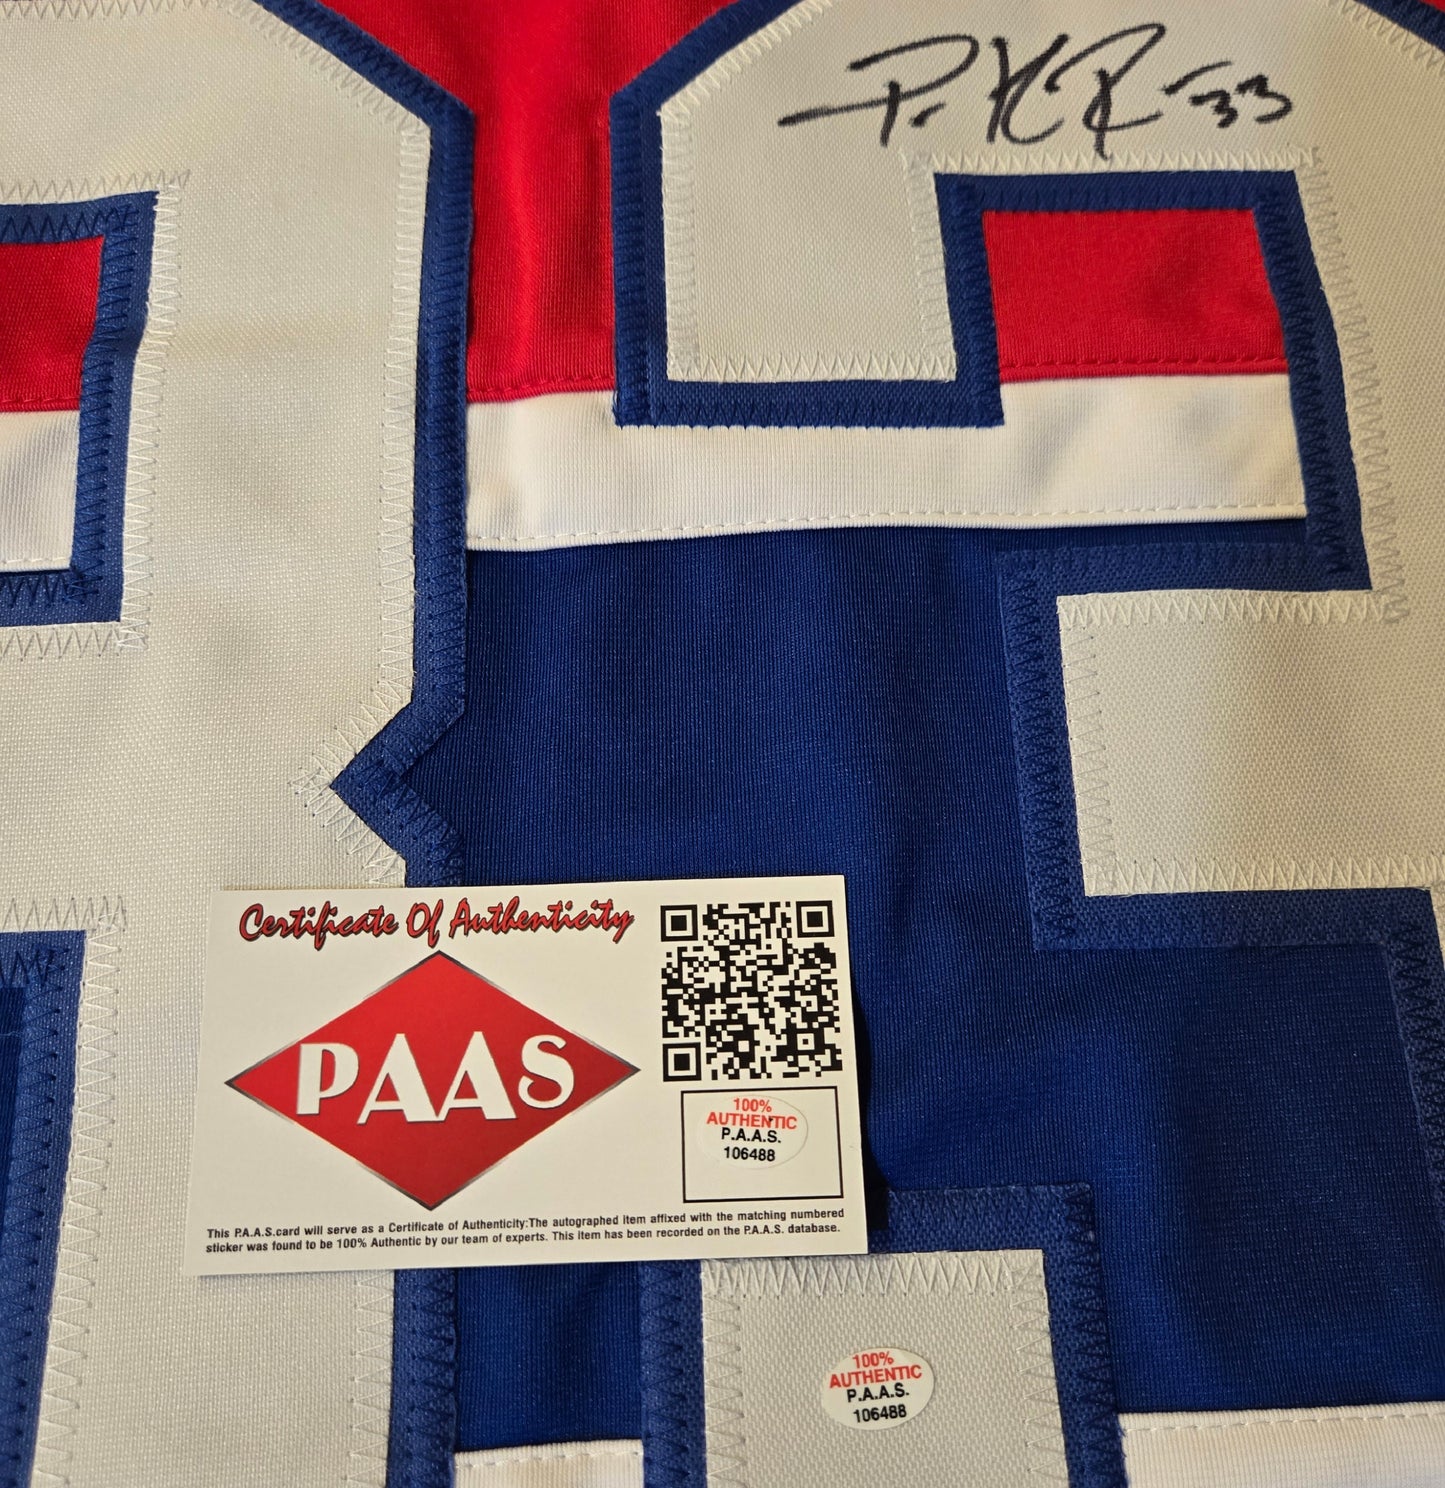 33
Certificate Of Authenticity
PAAS
100%
AUTHENTIC
P.A.A.S.
106488
This P.A.A.S.card will serve as a Certificate of Authenticity:The autographed item affixed with the matching numbered
sticker was found to be 100% Authentic by our team of experts. This item has been recorded on the P.A.A.S. database.
100%
AUTHENTIC
P.A.A.S.
106488